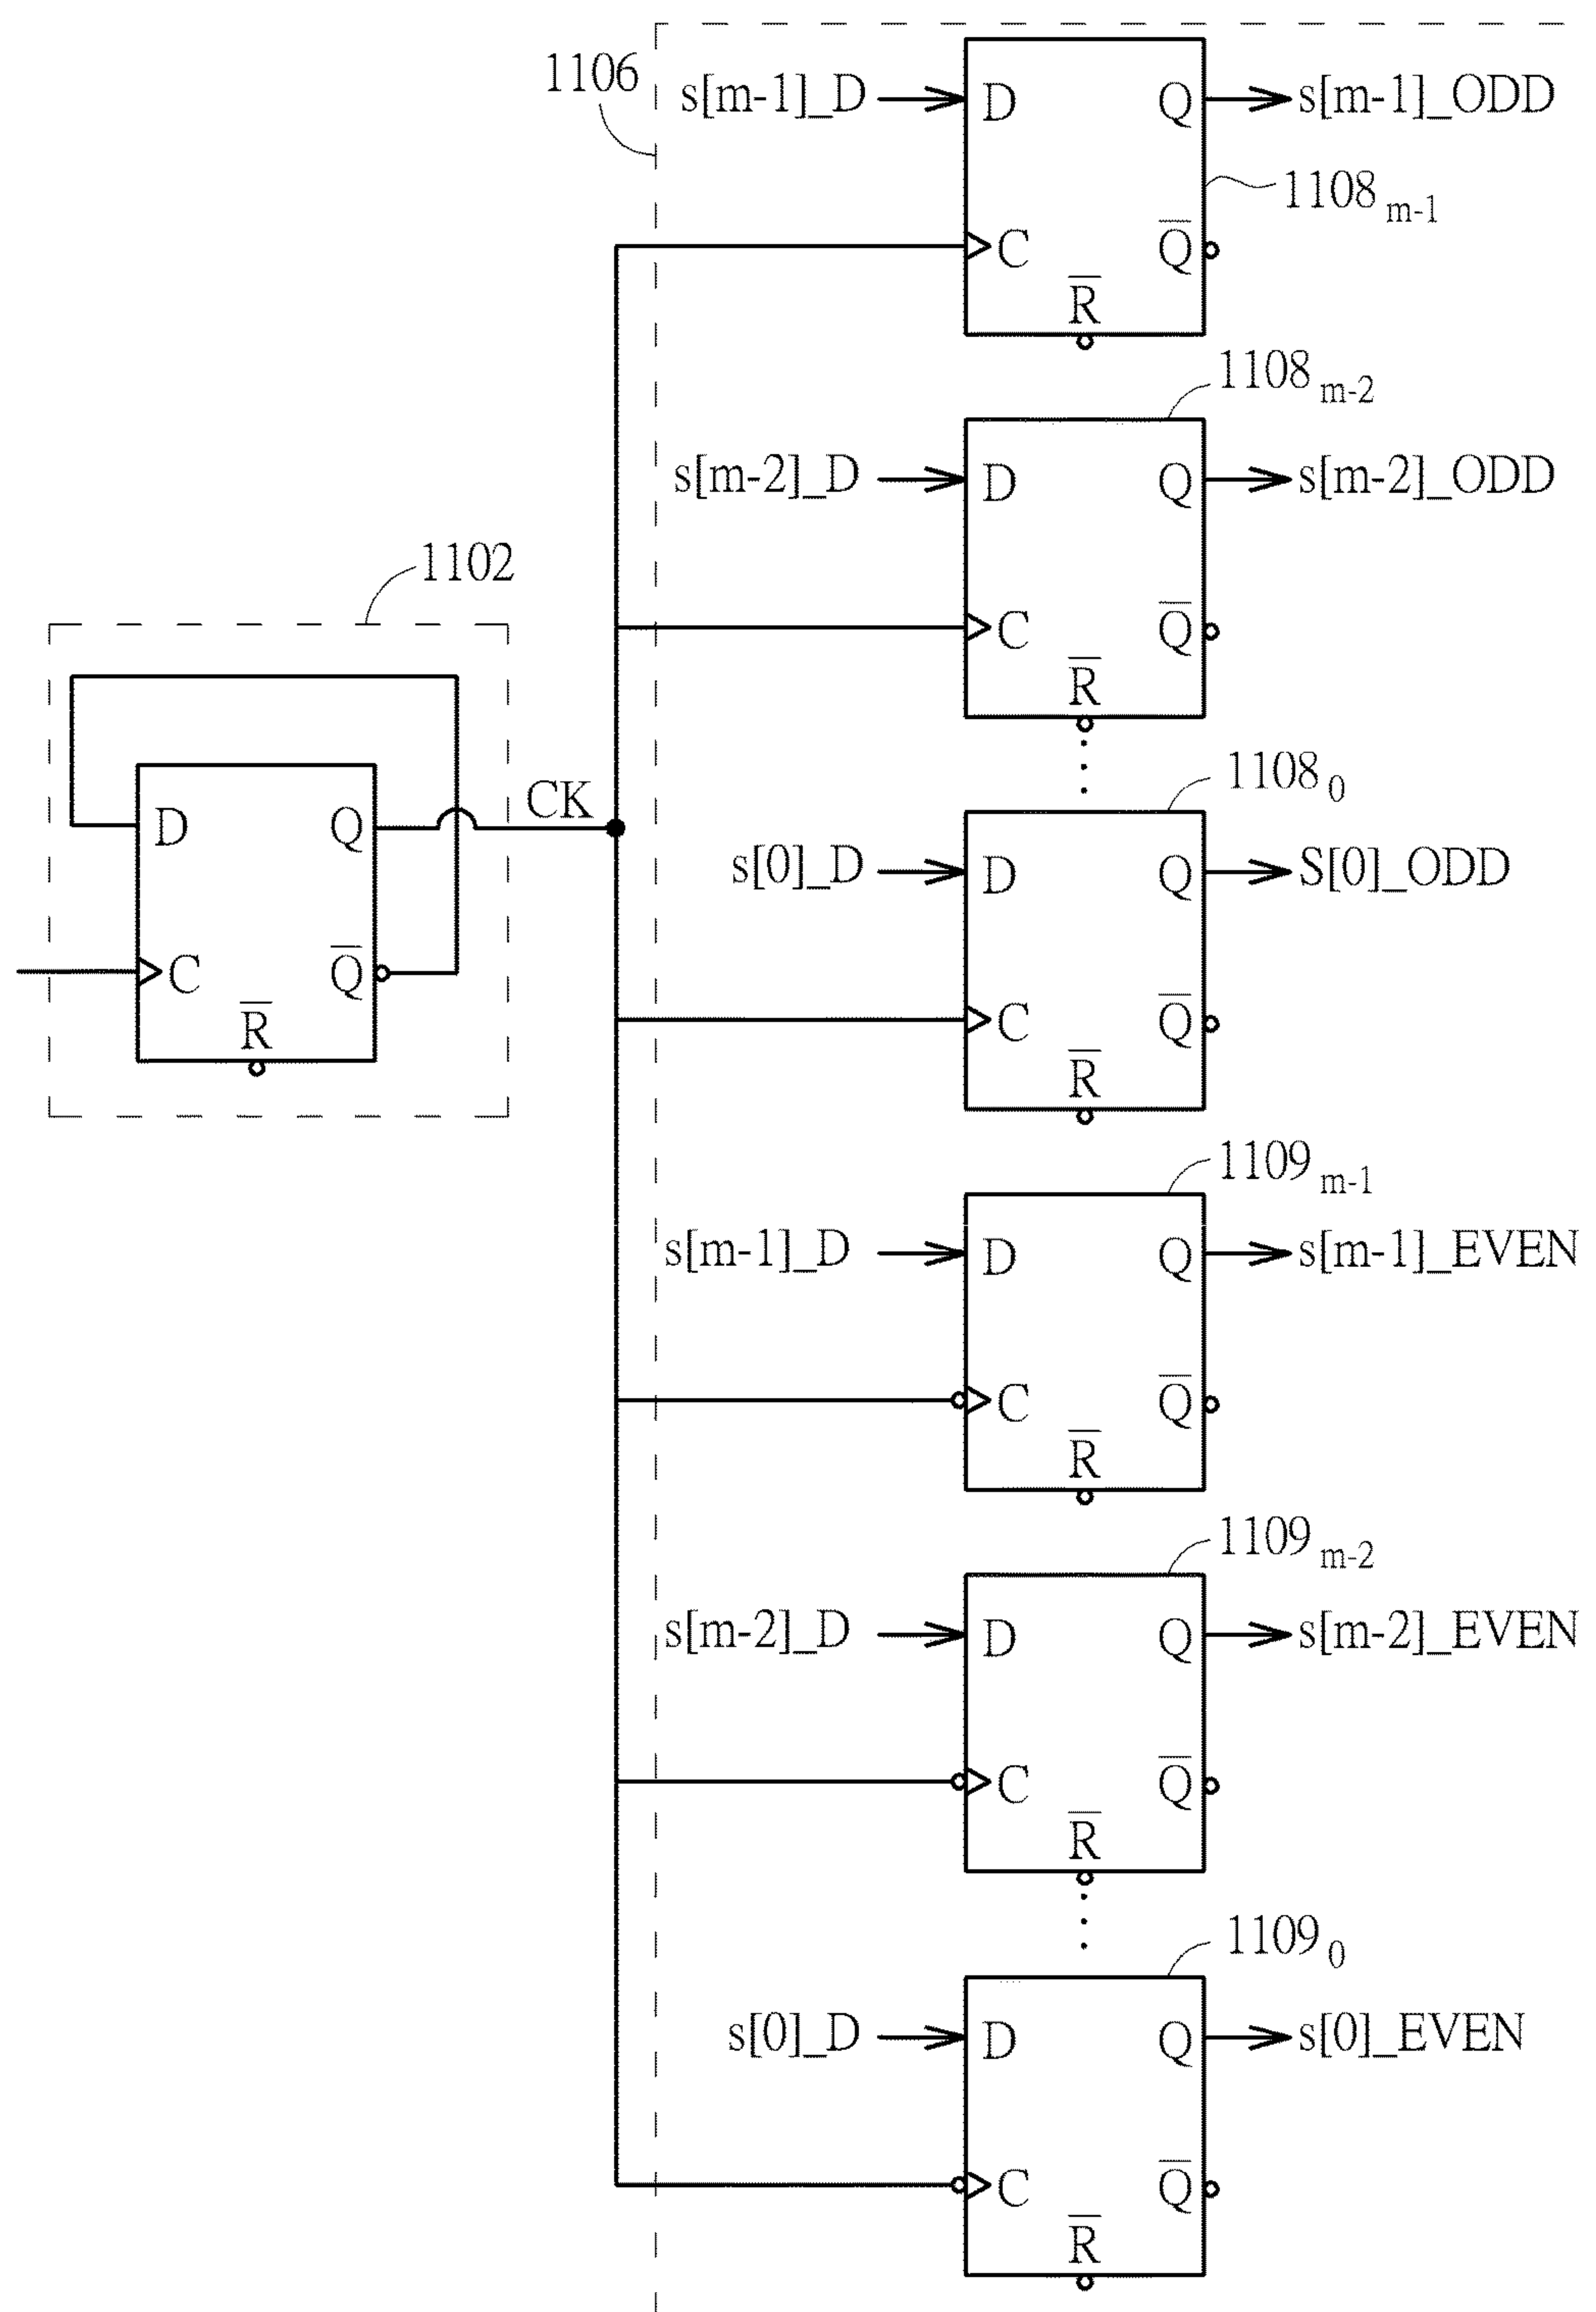 1106
s[m-1]_D
D
Q
s[m-1]_ODD
1108 m-1
C
Q̅
R̅
1108 m-2
s[m-2]_D
D
Q
s[m-2]_ODD
C
Q̅
R̅
1102
D
Q
CK
C
Q̅
R̅
1108 0
s[0]_D
D
Q
S[0]_ODD
C
Q̅
R̅
1109 m-1
s[m-1]_D
D
Q
s[m-1]_EVEN
C
Q̅
R̅
1109 m-2
s[m-2]_D
D
Q
s[m-2]_EVEN
C
Q̅
R̅
1109 0
s[0]_D
D
Q
s[0]_EVEN
C
Q̅
R̅